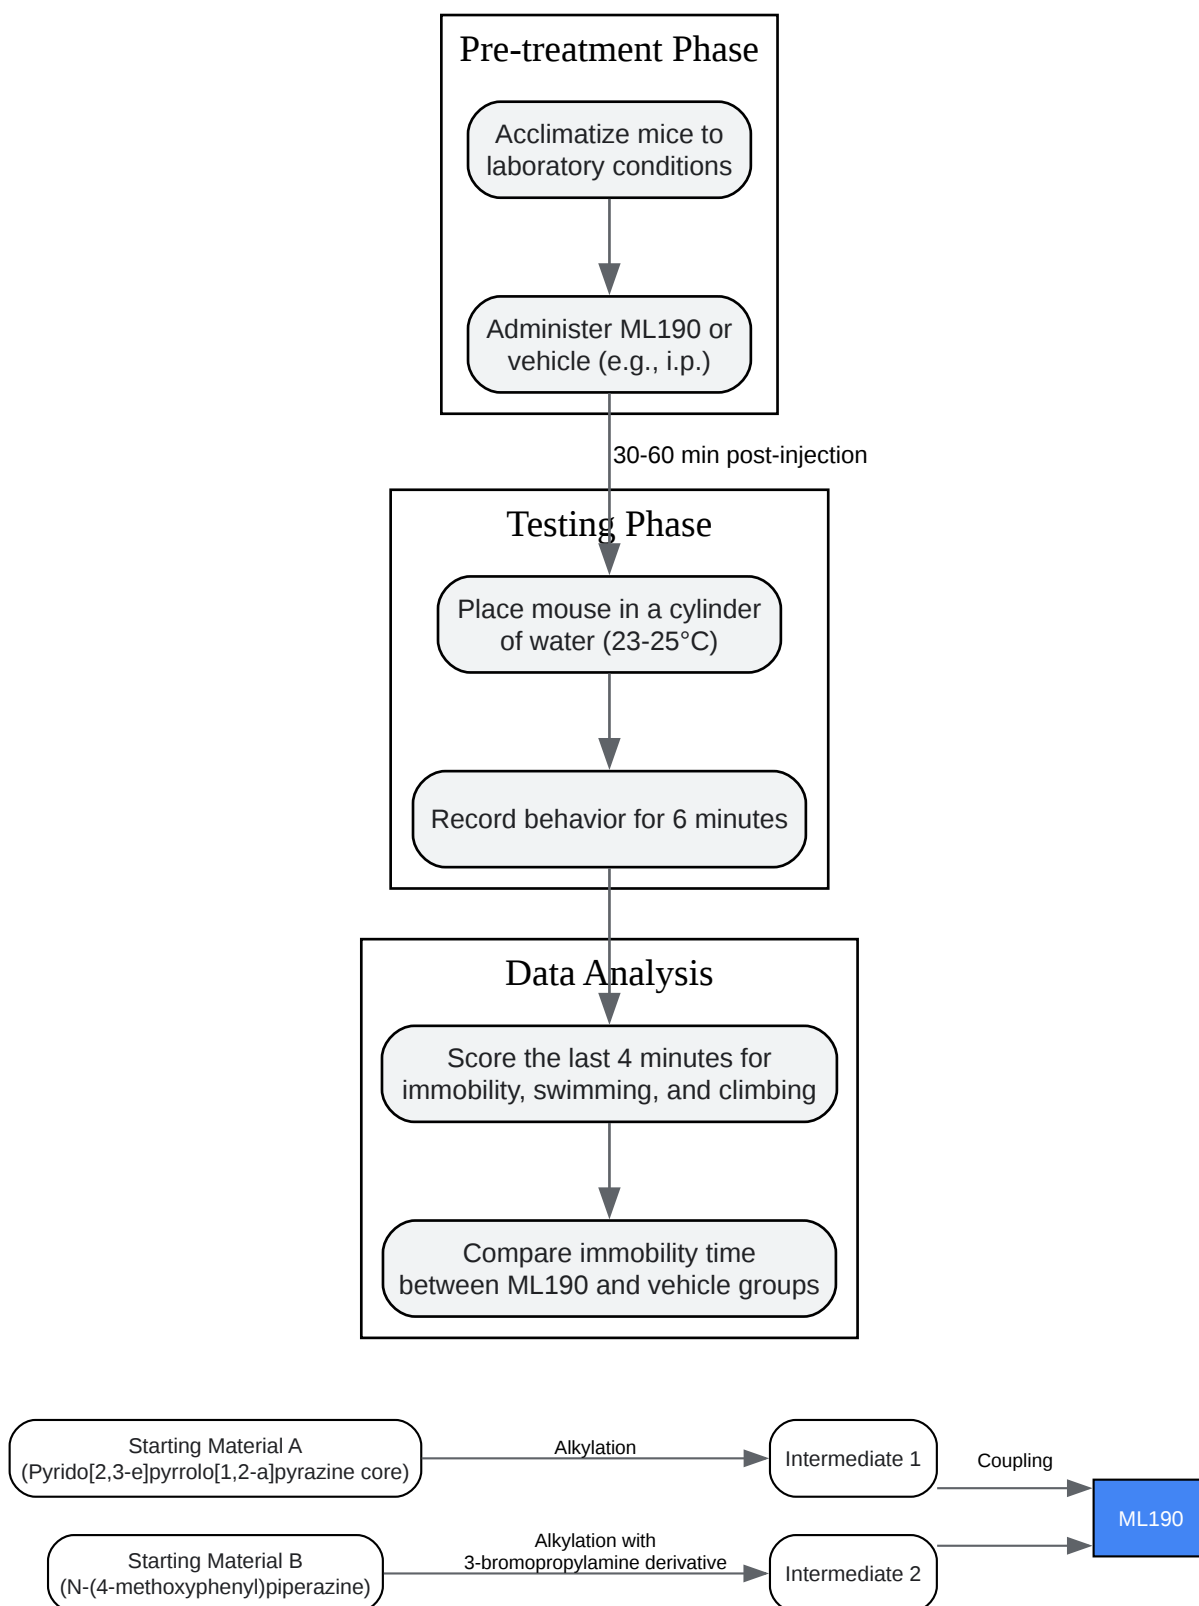 Pre-treatment Phase
Acclimatize mice to
laboratory conditions
Administer ML190 or
vehicle (e.g., i.p.)
30-60 min post-injection
Testing Phase
Place mouse in a cylinder
of water (23-25°C)
Record behavior for 6 minutes
Data Analysis
Score the last 4 minutes for
immobility, swimming, and climbing
Compare immobility time
between ML190 and vehicle groups
Starting Material A
(Pyrido[2,3-e]pyrrolo[1,2-a]pyrazine core)
Alkylation
Intermediate 1
Coupling
ML190
Starting Material B
(N-(4-methoxyphenyl)piperazine)
Alkylation with
3-bromopropylamine derivative
Intermediate 2